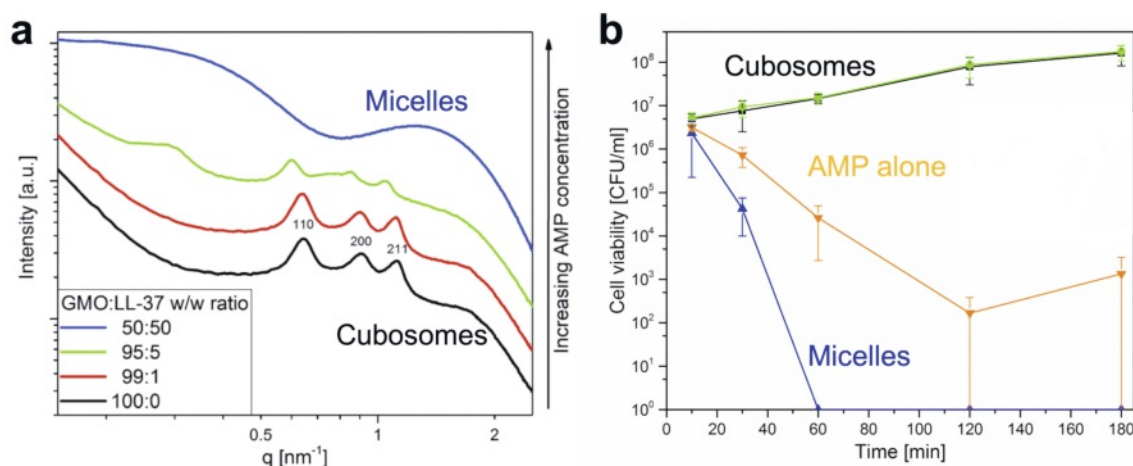 a
Intensity [a.u.]
Micelles
110
200
211
GMO:LL-37 w/w ratio
50:50
95:5
99:1
100:0
Cubosomes
Increasing AMP concentration
0.5
1
2
q [nm⁻¹]
b
Cell viability [CFU/ml]
10⁸
10⁷
10⁶
10⁵
10⁴
10³
10²
10¹
10⁰
Cubosomes
AMP alone
Micelles
0 20 40 60 80 100 120 140 160 180
Time [min]